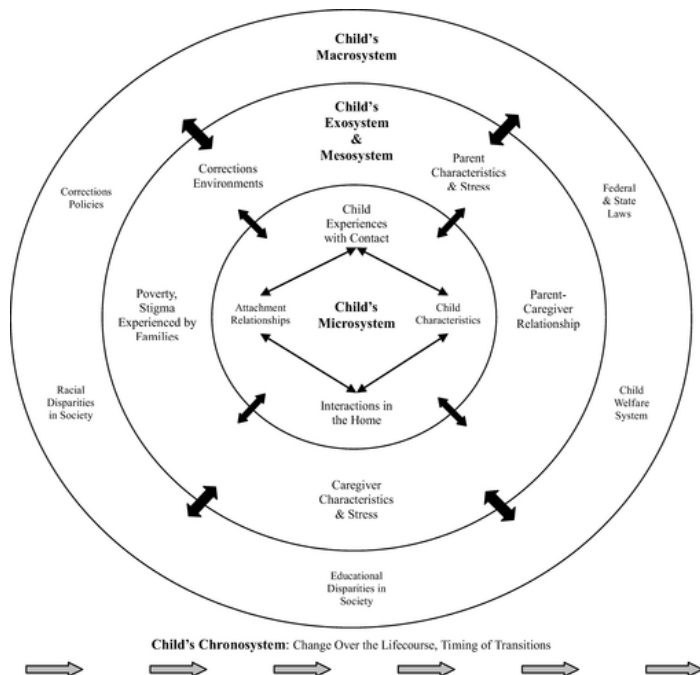 Child's
Macrosystem
Child's
Exosystem
&
Mesosystem
Corrections
Environments
Parent
Characteristics
& Stress
Corrections
Policies
Federal
& State
Laws
Child
Experiences
with Contact
Poverty,
Stigma
Experienced by
Families
Attachment
Relationships
Child's
Microsystem
Child
Characteristics
Parent-
Caregiver
Relationship
Racial
Disparities
in Society
Interactions in
the Home
Child
Welfare
System
Caregiver
Characteristics
& Stress
Educational
Disparities in
Society
Child's Chronosystem: Change Over the Lifecourse, Timing of Transitions